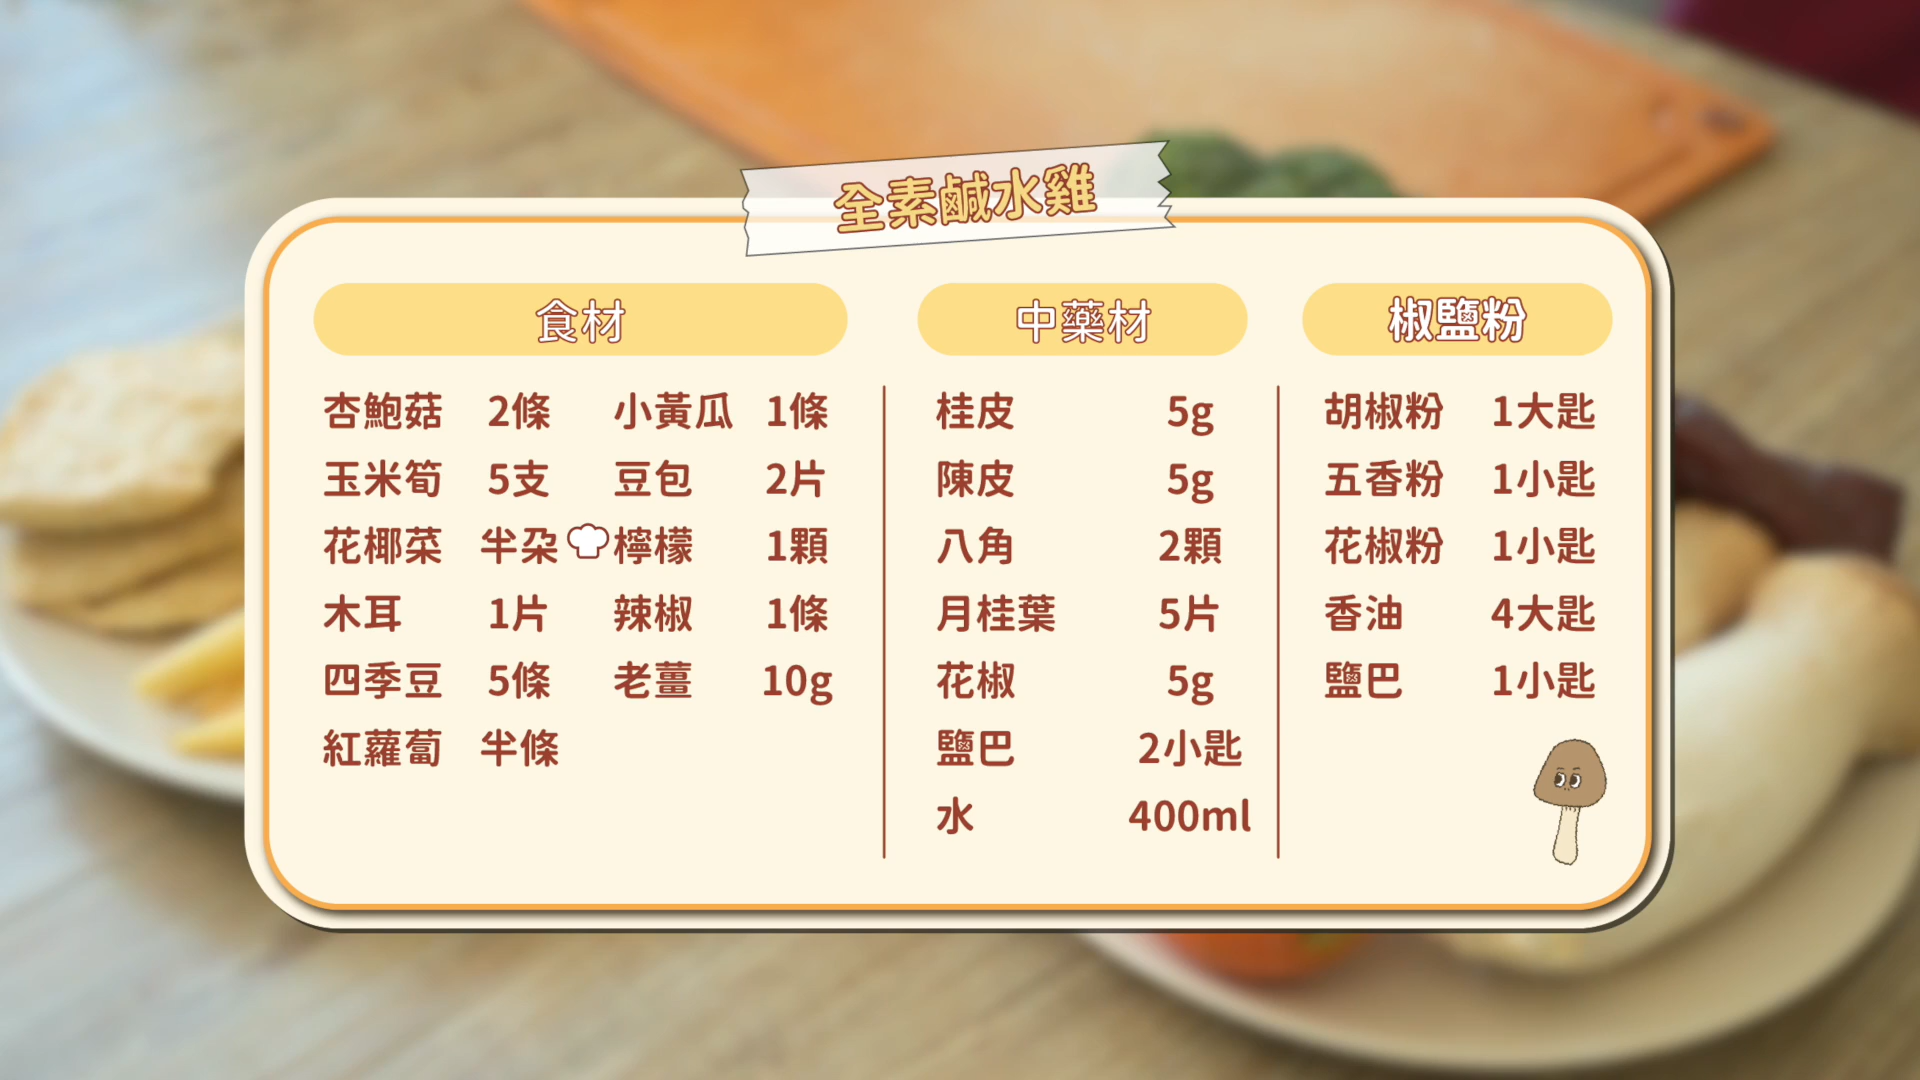 全素鹹水雞
食材
杏鮑菇 2條 小黃瓜 1條
玉米筍 5支 豆包 2片
花椰菜 半朶 檸檬 1顆
木耳 1片 辣椒 1條
四季豆 5條 老薑 10g
紅蘿蔔 半條
中藥材
桂皮 5g
陳皮 5g
八角 2顆
月桂葉 5片
花椒 5g
鹽巴 2小匙
水 400ml
椒鹽粉
胡椒粉 1大匙
五香粉 1小匙
花椒粉 1小匙
香油 4大匙
鹽巴 1小匙